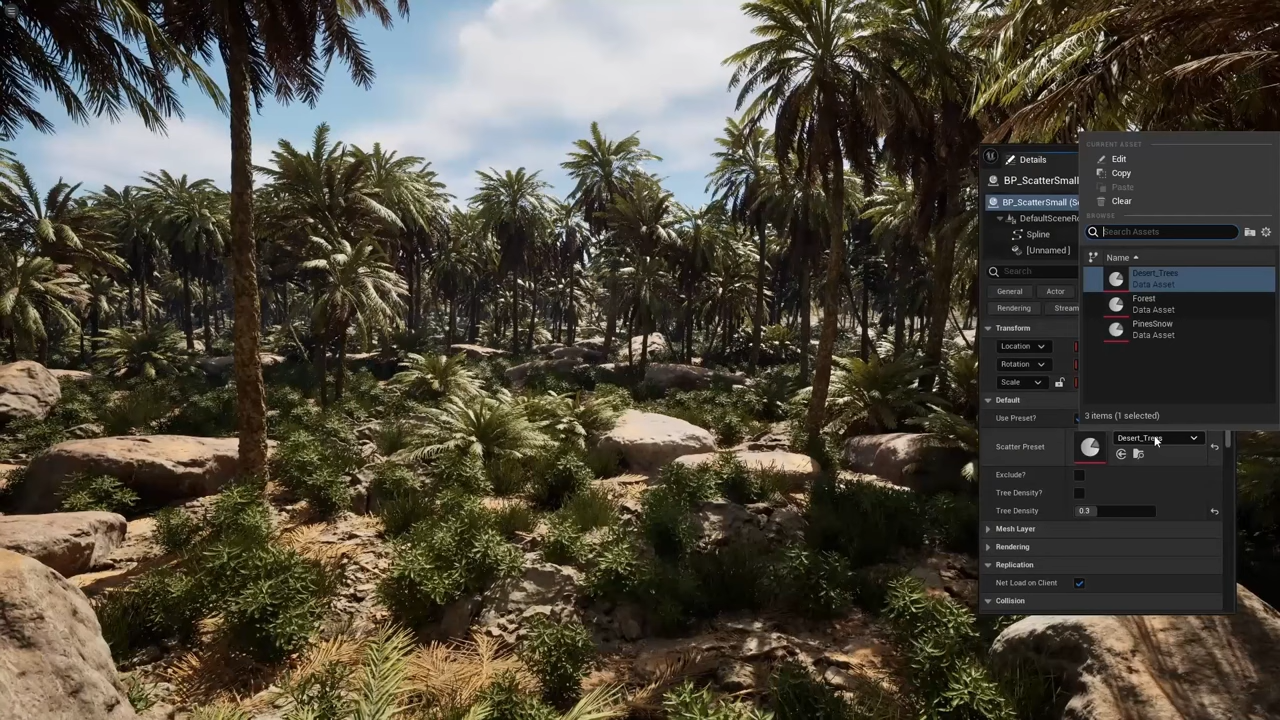 Details
BP_ScatterSmall
BP_ScatterSmall (Se
DefaultSceneRo
Spline
[Unnamed ]
Search
General
Actor
Rendering
Stream
Transform
Location
Rotation
Scale
Default
Use Preset?
Scatter Preset
Desert_Trees
Exclude?
Tree Density?
Tree Density
0.3
Mesh Layer
Rendering
Replication
Net Load on Client
Collision
CURRENT ASSET
Edit
Copy
Paste
Clear
BROWSE
Search Assets
Name
Desert_Trees
Data Asset
Forest
Data Asset
PinesSnow
Data Asset
3 items (1 selected)